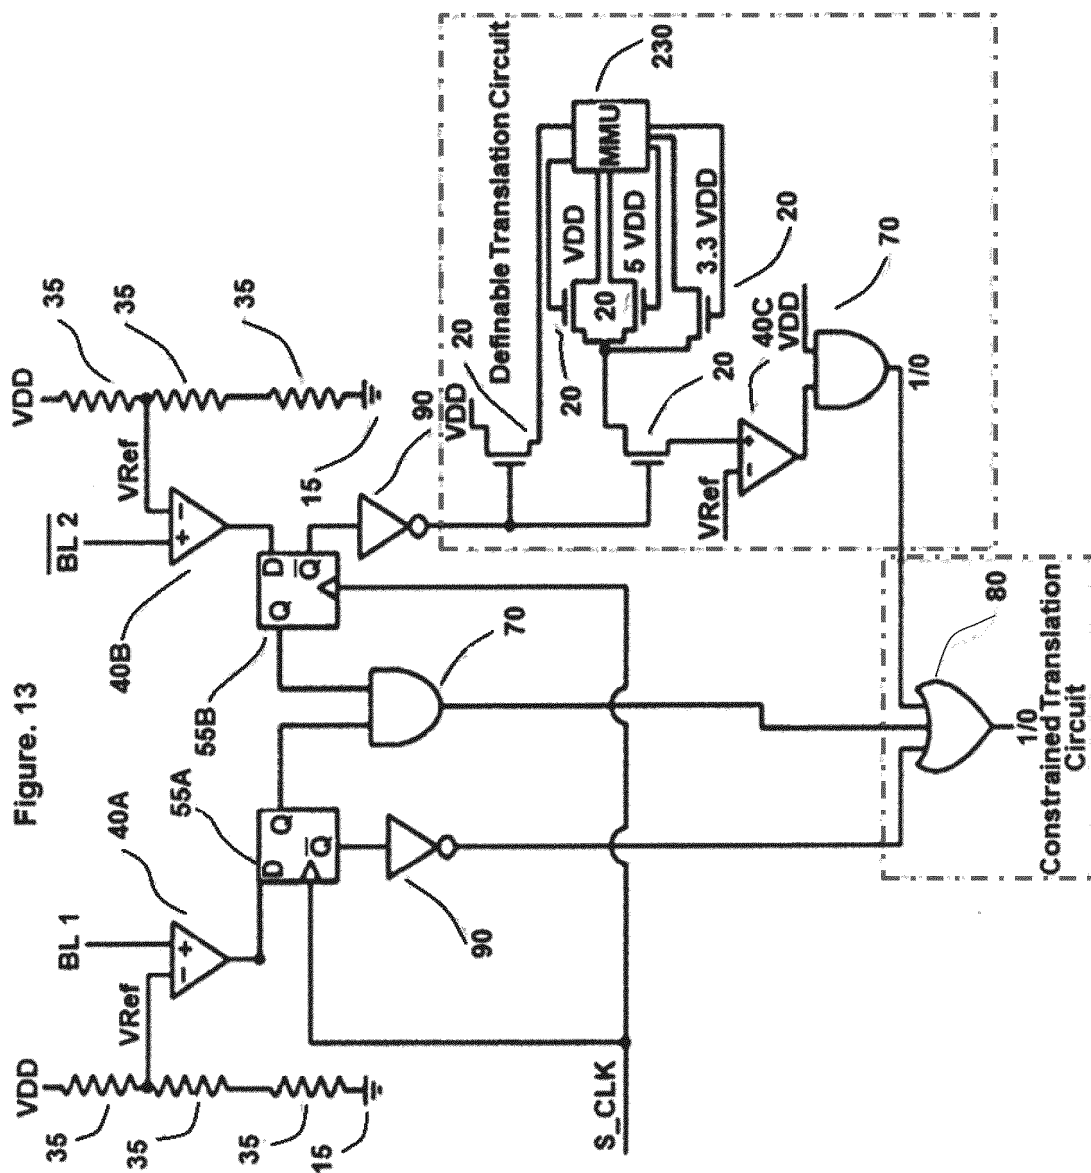 Figure. 13
VDD
VDD
35
35
BL 1
B̅L̅ ̅2̅
VRef
VRef
40A
40B
35
35
- +
+ -
55A
55B
35
35
D Q
Q D
Q̅
Q̅
15
15
90
90
70
VDD
20
Definable Translation Circuit
20
20
VDD
20
5 VDD
MMU
230
3.3 VDD
20
20
S_CLK
VRef
- +
40C
VDD
70
1/0
80
1/0
Constrained Translation
Circuit